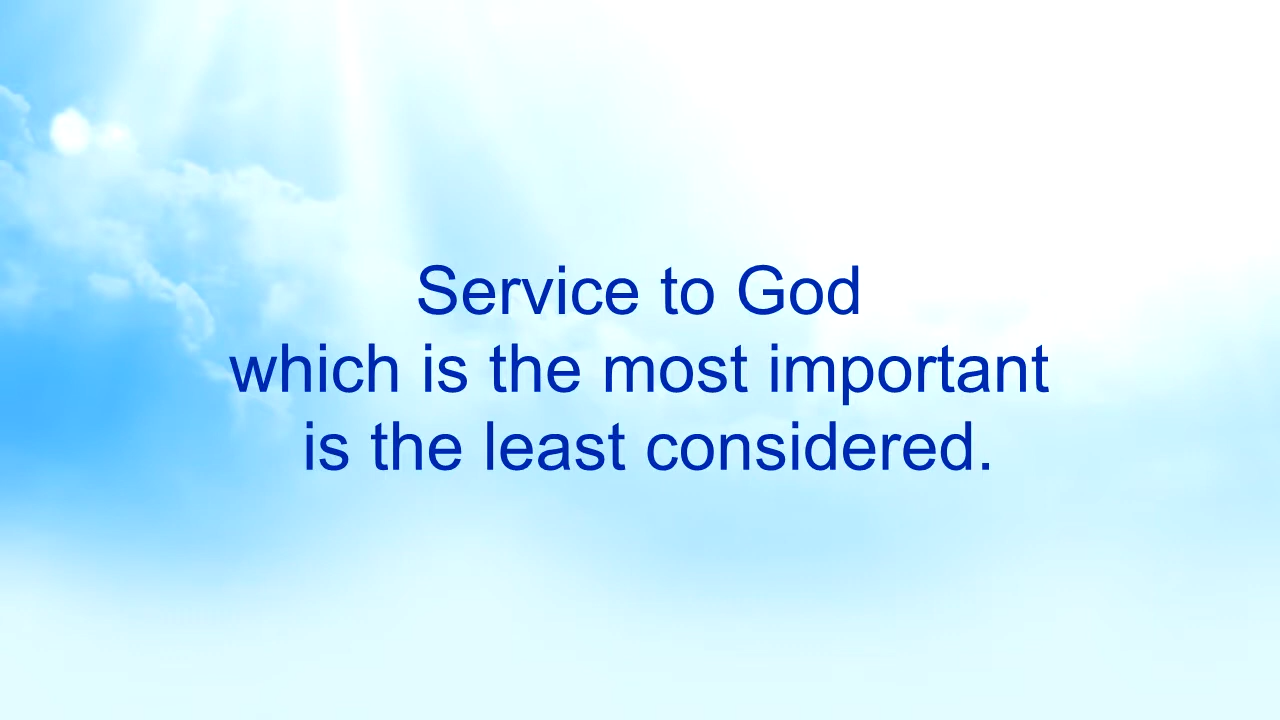 Service to God
which is the most important
is the least considered.